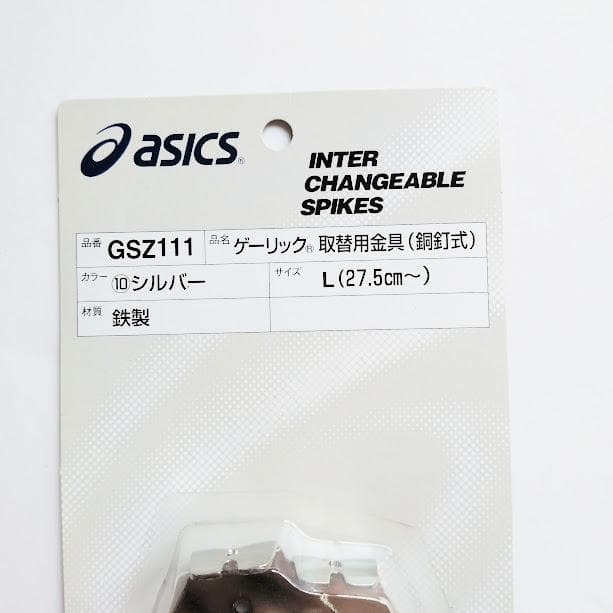 asics®
INTER
CHANGEABLE
SPIKES
品番 GSZ111 品名 ゲーリック®取替用金具(銅釘式)
カラー ⑩シルバー サイズ L(27.5cm〜)
材質 鉄製